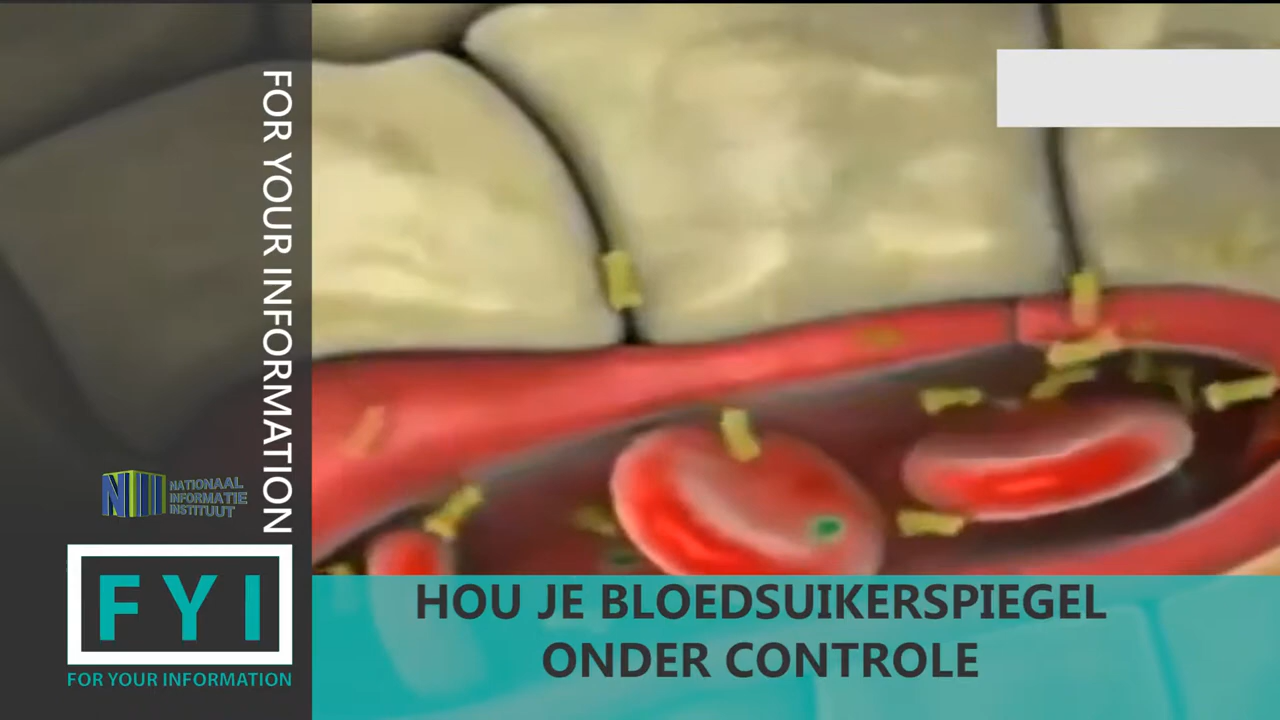 FOR YOUR INFORMATION
NATIONAAL
INFORMATIE
INSTITUUT
FYI
FOR YOUR INFORMATION
HOU JE BLOEDSUIKERSPIEGEL
ONDER CONTROLE